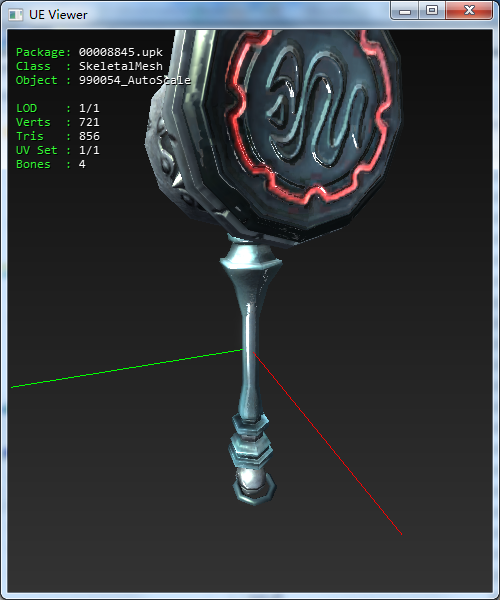 UE Viewer
Package: 00008845.upk
Class : SkeletalMesh
Object : 990054_AutoScale
LOD : 1/1
Verts : 721
Tris : 856
UV Set : 1/1
Bones : 4